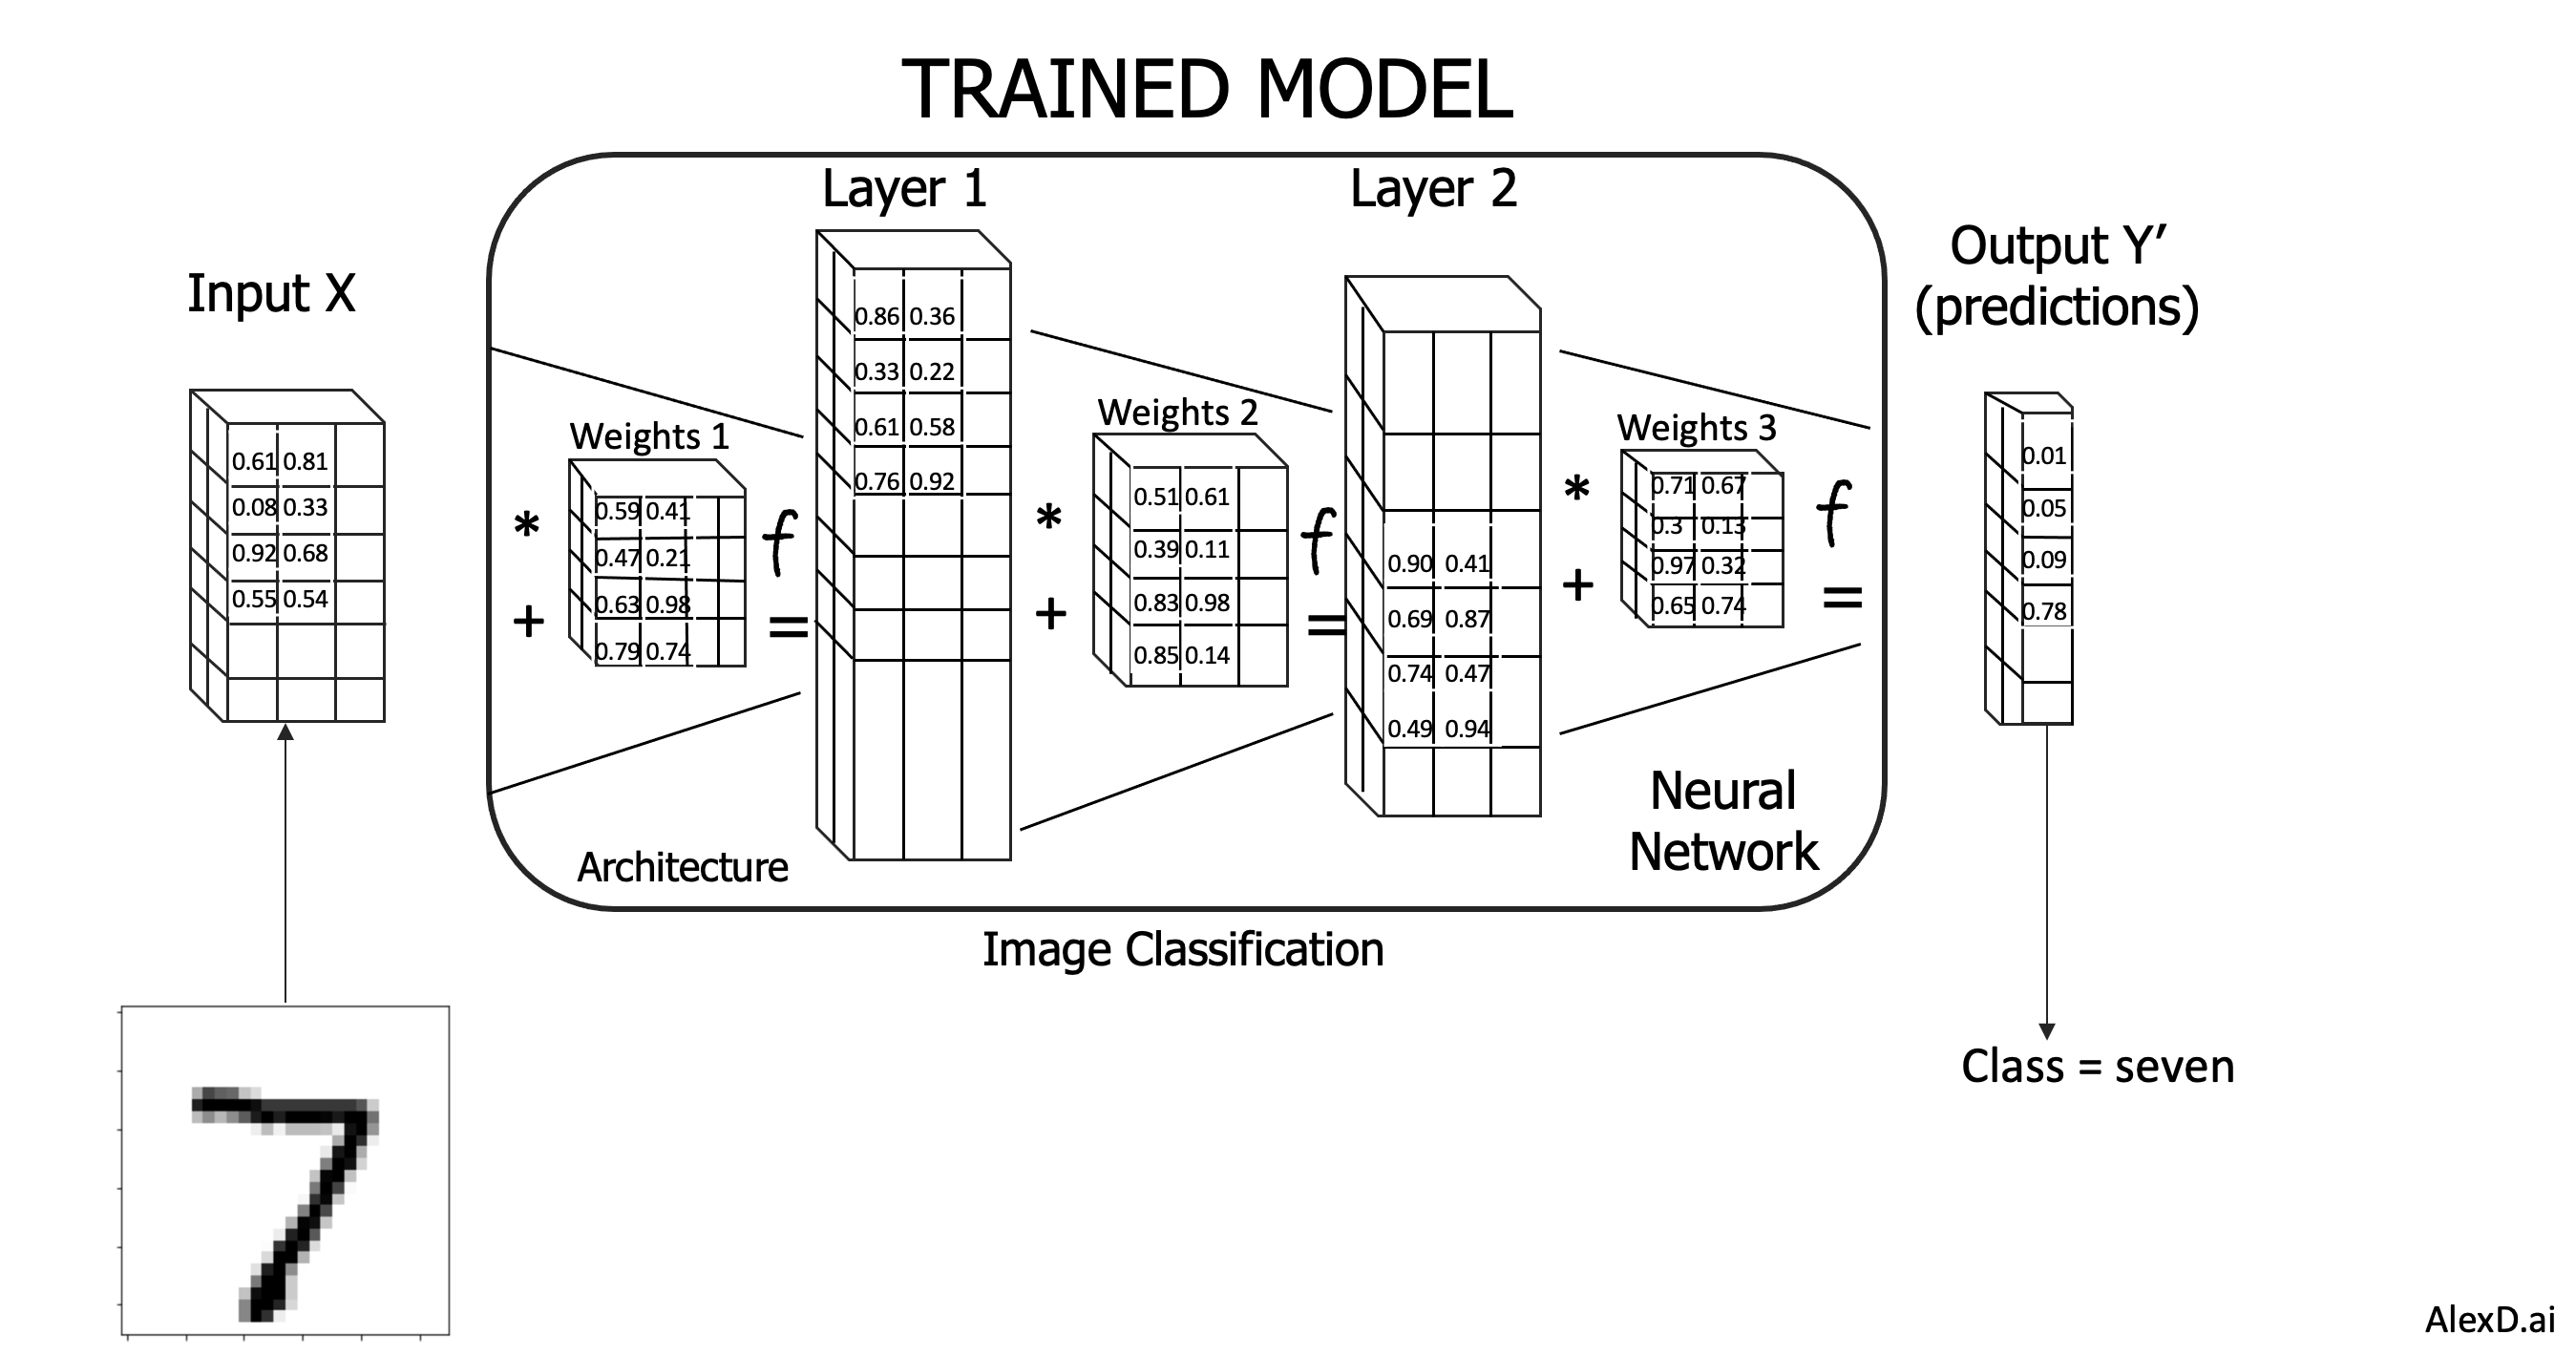 TRAINED MODEL
Input X
0.61 0.81
0.08 0.33
0.92 0.68
0.55 0.54
Weights 1
0.59 0.41
0.47 0.21
0.63 0.98
0.79 0.74
*
+
f
=
Layer 1
0.86 0.36
0.33 0.22
0.61 0.58
0.76 0.92
*
+
Weights 2
0.51 0.61
0.39 0.11
0.83 0.98
0.85 0.14
f
=
Layer 2
0.90 0.41
0.69 0.87
0.74 0.47
0.49 0.94
*
+
Weights 3
0.71 0.67
0.3 0.13
0.97 0.32
0.65 0.74
f
=
Architecture
Neural
Network
Image Classification
Output Y’
(predictions)
0.01
0.05
0.09
0.78
Class = seven
7
AlexD.ai